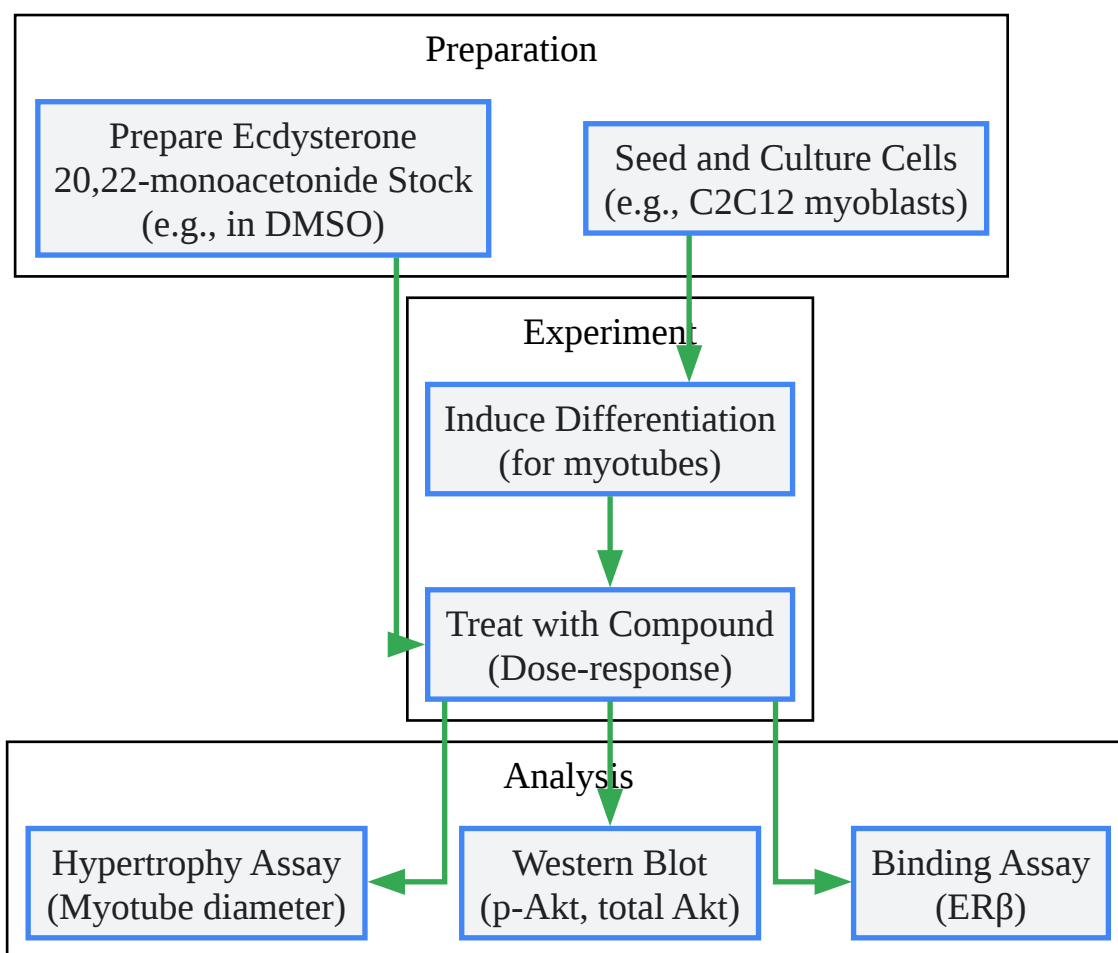 Preparation
Prepare Ecdysterone
20,22-monoacetonide Stock
(e.g., in DMSO)
Seed and Culture Cells
(e.g., C2C12 myoblasts)
Experiment
Induce Differentiation
(for myotubes)
Treat with Compound
(Dose-response)
Analysis
Hypertrophy Assay
(Myotube diameter)
Western Blot
(p-Akt, total Akt)
Binding Assay
(ERβ)